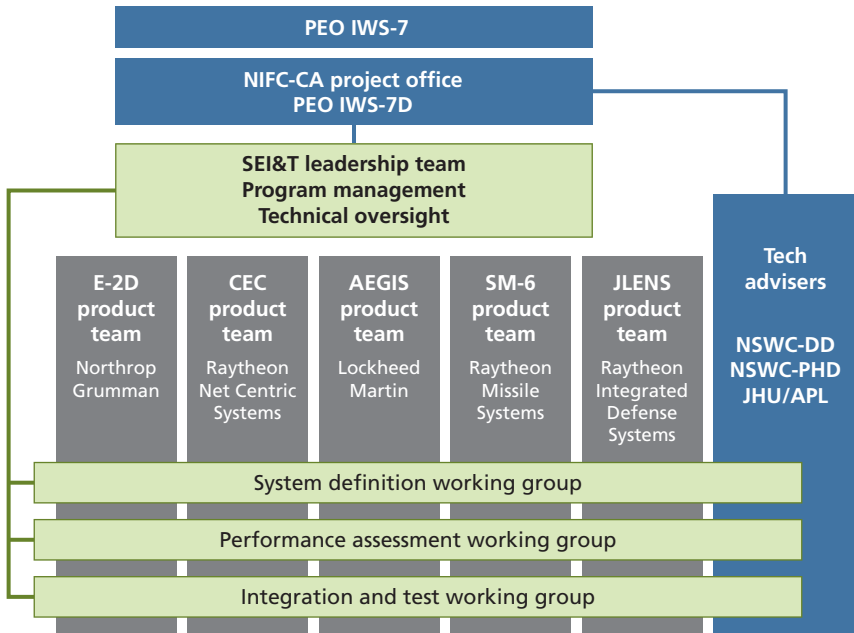 PEO IWS-7
NIFC-CA project office
PEO IWS-7D
SEI&T leadership team
Program management
Technical oversight
E-2D
product
team
Northrop
Grumman
CEC
product
team
Raytheon
Net Centric
Systems
AEGIS
product
team
Lockheed
Martin
SM-6
product
team
Raytheon
Missile
Systems
JLENS
product
team
Raytheon
Integrated
Defense
Systems
Tech
advisers
NSWC-DD
NSWC-PHD
JHU/APL
System definition working group
Performance assessment working group
Integration and test working group